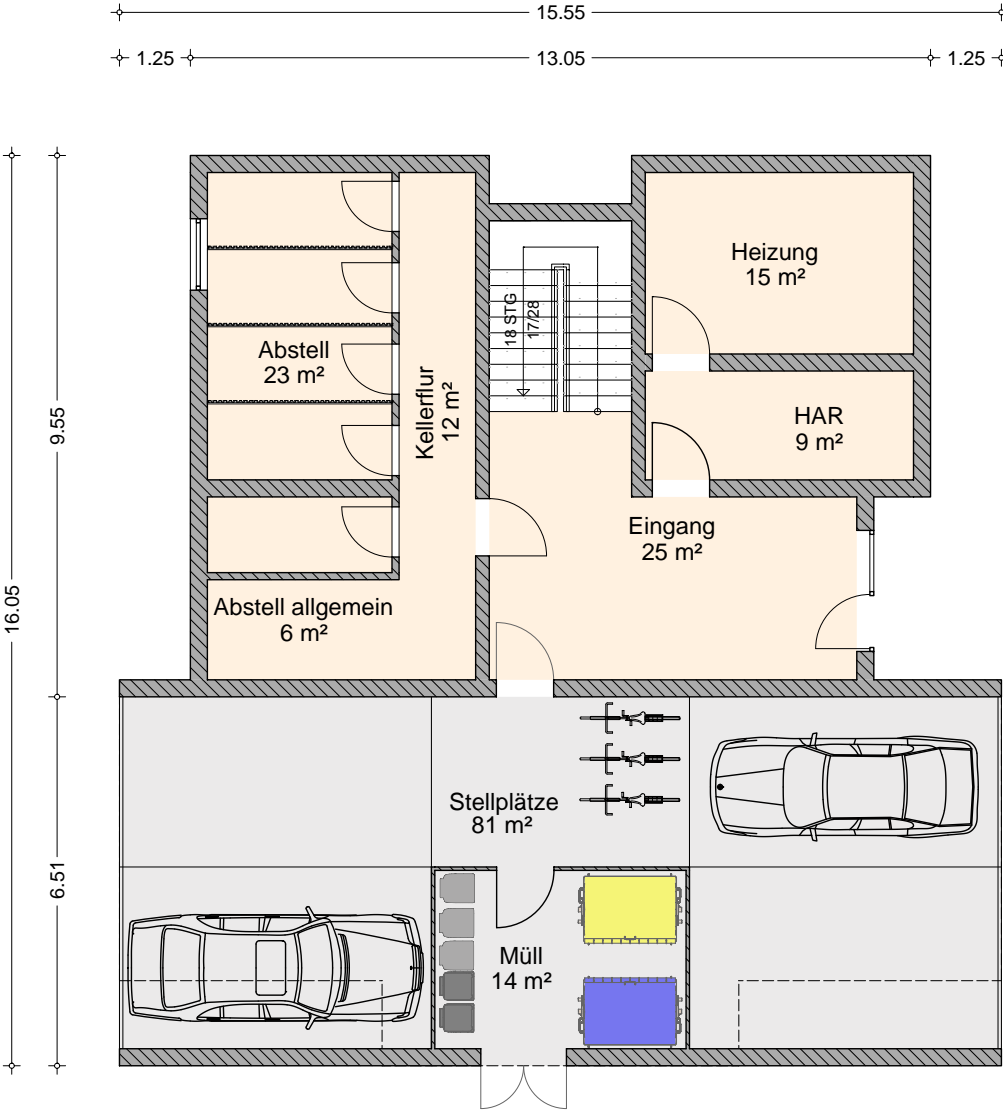 15.55
1.25
13.05
1.25
Heizung
15 m²
18 STG
17/28
Abstell
23 m²
Kellerflur
12 m²
HAR
9 m²
9.55
Eingang
25 m²
16.05
Abstell allgemein
6 m²
Stellplätze
81 m²
6.51
Müll
14 m²